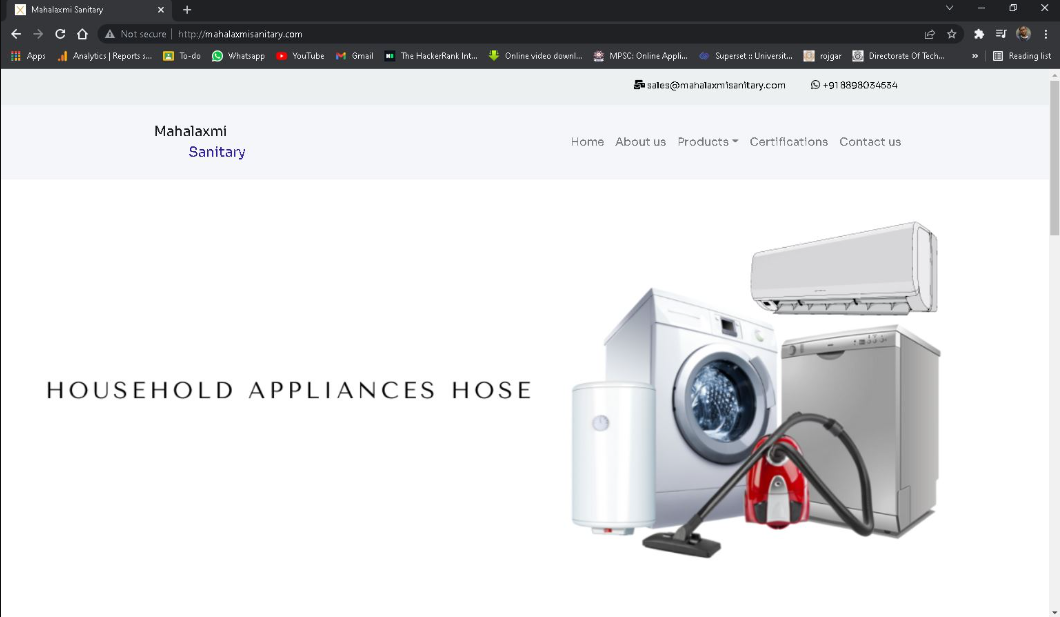 Mahalaxmi Sanitary
Not secure | http://mahalaxmisanitary.com
Apps Analytics | Reports s... To-do Whatsapp YouTube Gmail The HackerRank Int... Online video downl... MPSC: Online Appli... Superset :: Universit... rojgar Directorate Of Tech... » Reading list
sales@mahalaxmisanitary.com +91 8898034534
Mahalaxmi
Sanitary
Home About us Products Certifications Contact us
HOUSEHOLD APPLIANCES HOSE